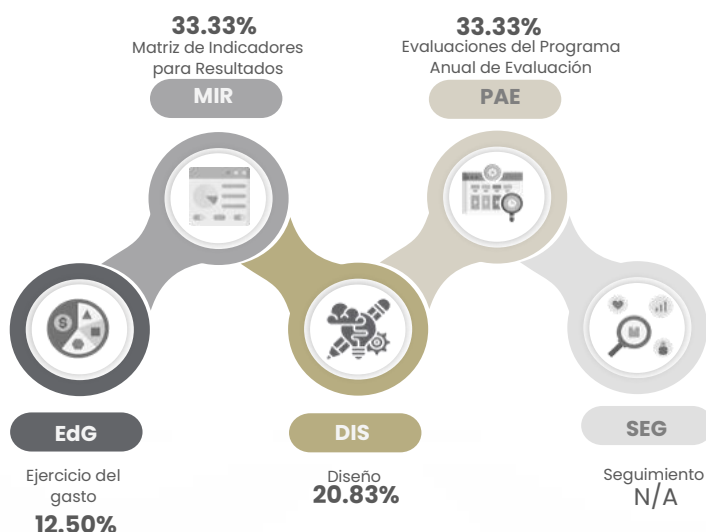 33.33%
Matriz de Indicadores
para Resultados
MIR
33.33%
Evaluaciones del Programa
Anual de Evaluación
PAE
EdG
Ejercicio del
gasto
12.50%
DIS
Diseño
20.83%
SEG
Seguimiento
N/A